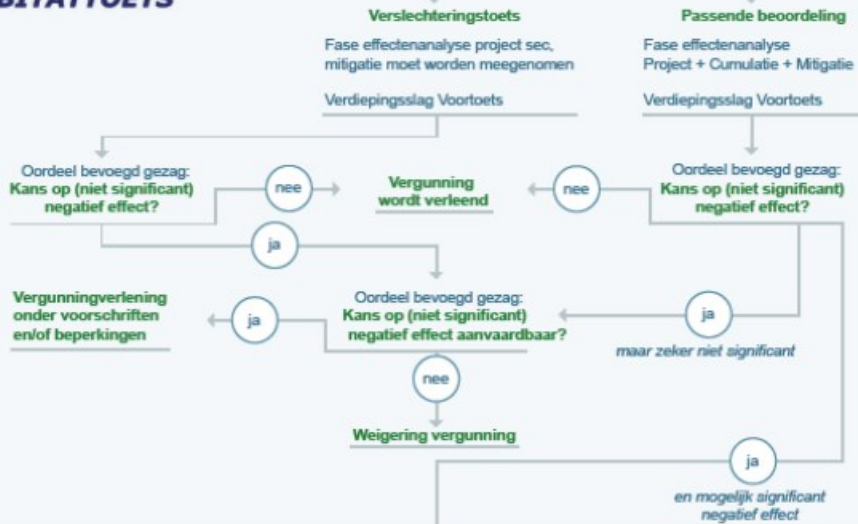 BITATTOETS
Verslechteringstoets
Fase effectenanalyse project sec,
mitigatie moet worden meegenomen
Verdiepingsslag Voortoets
Passende beoordeling
Fase effectenanalyse
Project + Cumulatie + Mitigatie
Verdiepingsslag Voortoets
Oordeel bevoegd gezag:
Kans op (niet significant)
negatief effect?
nee
Vergunning
wordt verleend
nee
Oordeel bevoegd gezag:
Kans op (niet significant)
negatief effect?
ja
Vergunningverlening
onder voorschriften
en/of beperkingen
ja
Oordeel bevoegd gezag:
Kans op (niet significant)
negatief effect aanvaardbaar?
ja
maar zeker niet significant
nee
Weigering vergunning
ja
en mogelijk significant
negatief effect